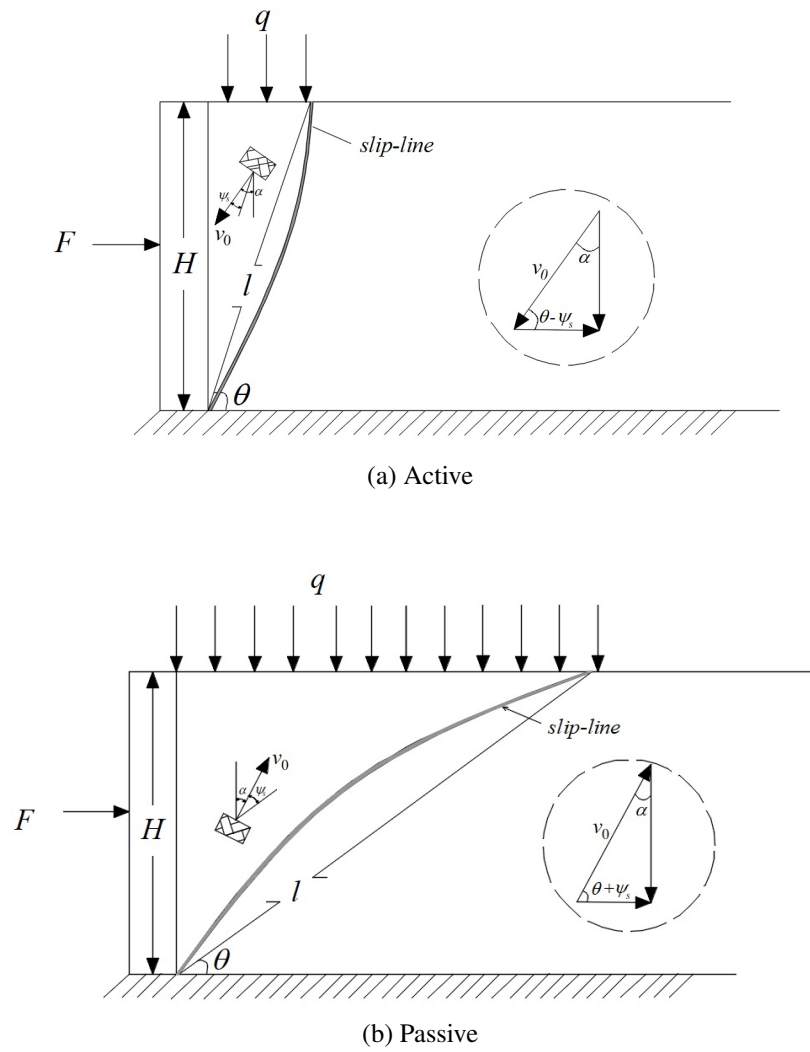 q
slip-line
ψs α
v0
F
H
l
v0
α
θ-ψs
θ
(a) Active
q
slip-line
v0
α ψs
F
H
l
v0
α
θ+ψs
θ
(b) Passive